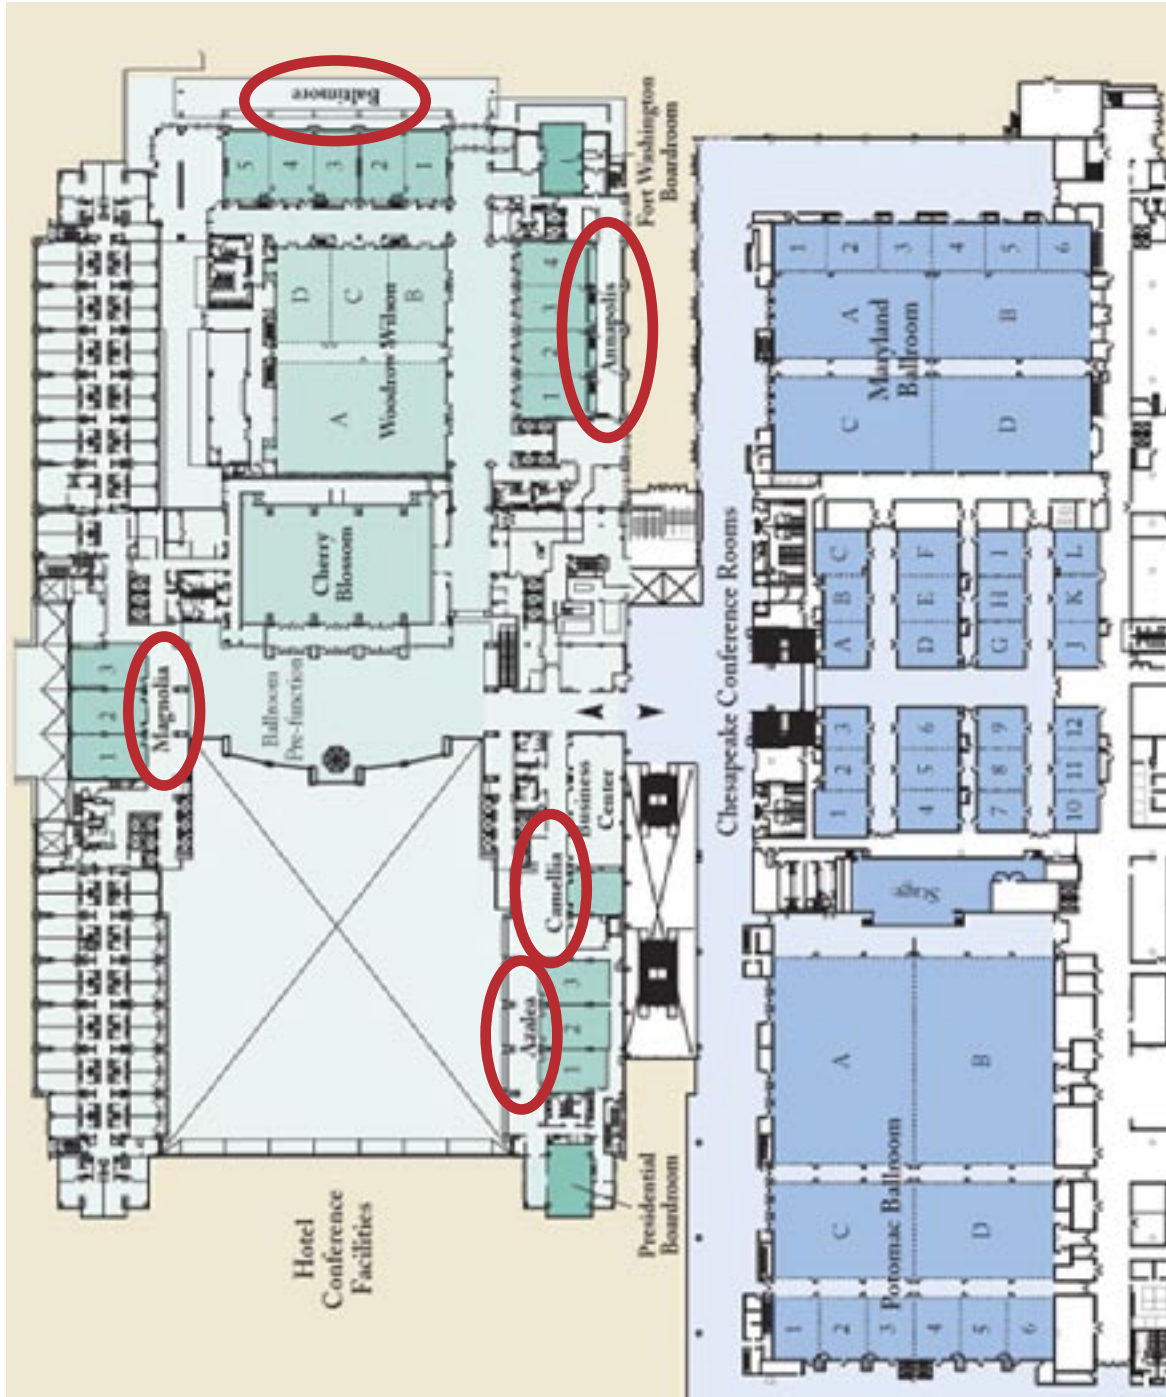 Hotel
Conference
Facilities
Presidential
Boardroom
Azalea
1 2 3
Camellia
Business
Center
Magnolia
1 2 3
Ballroom
Pre-function
Cherry
Blossom
Woodrow Wilson
A
B
C
D
Annapolis
1 2 3 4
Baltimore
1 2 3 4 5
Fort Washington
Boardroom
Chesapeake Conference Rooms
1 2 3
4 5 6
7 8 9
10 11 12
A B C
D E F
G H I
J K L
Stage
Potomac Ballroom
A
B
C
D
1
2
3
4
5
6
Maryland
Ballroom
A
B
C
D
1
2
3
4
5
6